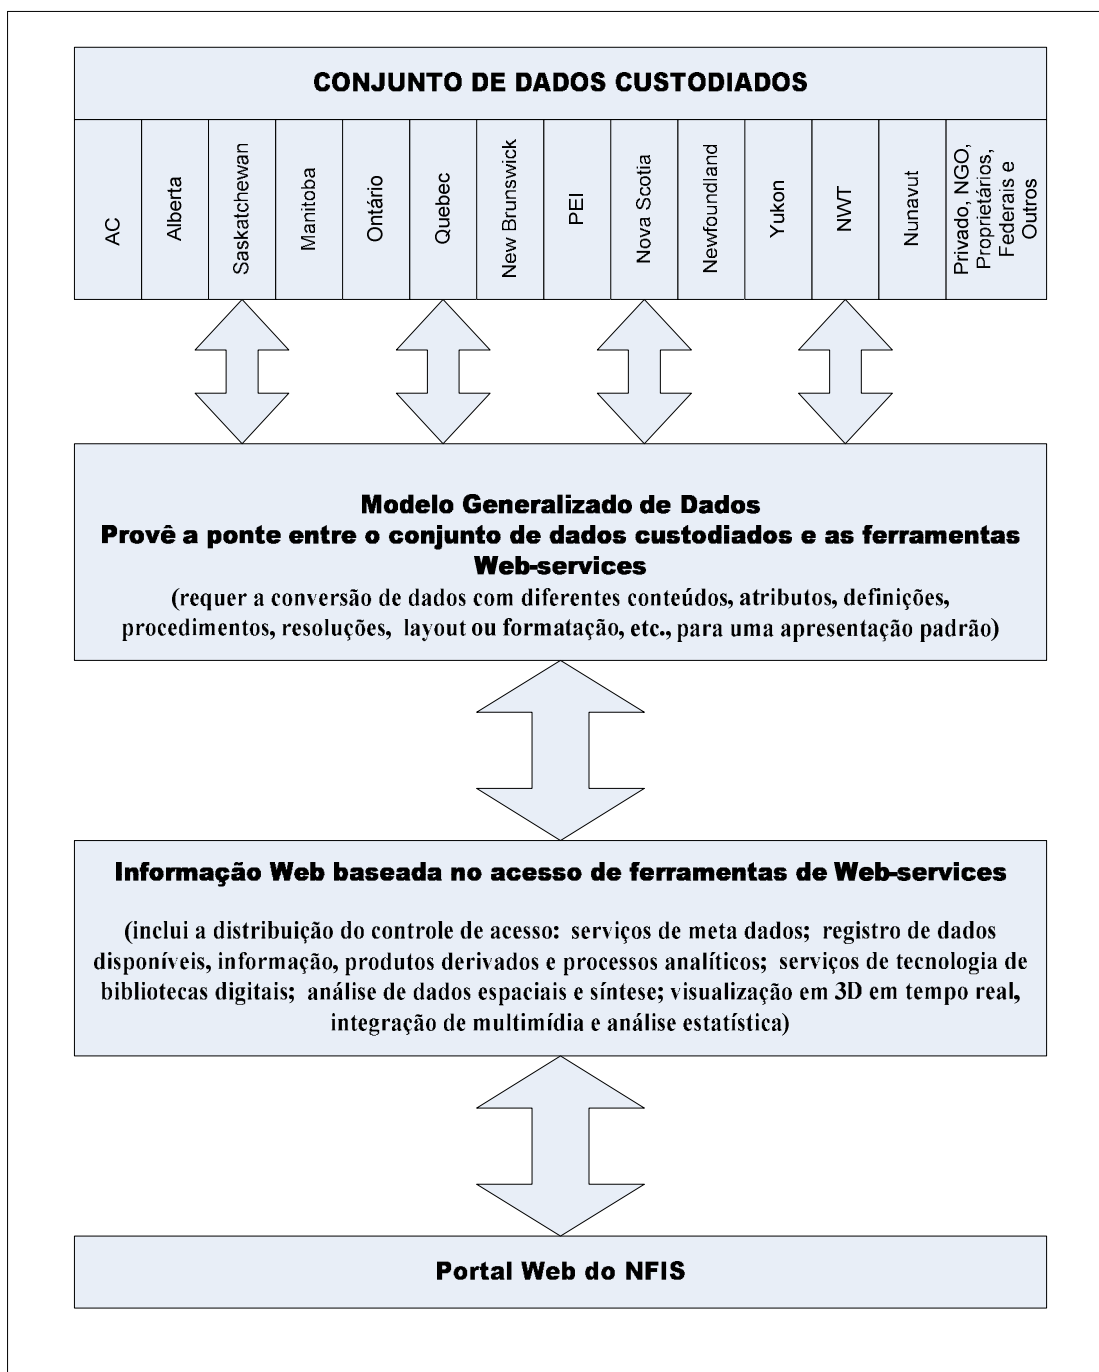 CONJUNTO DE DADOS CUSTODIADOS
AC
Alberta
Saskatchewan
Manitoba
Ontário
Quebec
New Brunswick
PEI
Nova Scotia
Newfoundland
Yukon
NWT
Nunavut
Privado, NGO,
Proprietários,
Federais e
Outros
Modelo Generalizado de Dados
Provê a ponte entre o conjunto de dados custodiados e as ferramentas
Web-services
(requer a conversão de dados com diferentes conteúdos, atributos, definições,
procedimentos, resoluções, layout ou formatação, etc., para uma apresentação padrão)
Informação Web baseada no acesso de ferramentas de Web-services
(inclui a distribuição do controle de acesso: serviços de meta dados; registro de dados
disponíveis, informação, produtos derivados e processos analíticos; serviços de tecnologia de
bibliotecas digitais; análise de dados espaciais e síntese; visualização em 3D em tempo real,
integração de multimídia e análise estatística)
Portal Web do NFIS